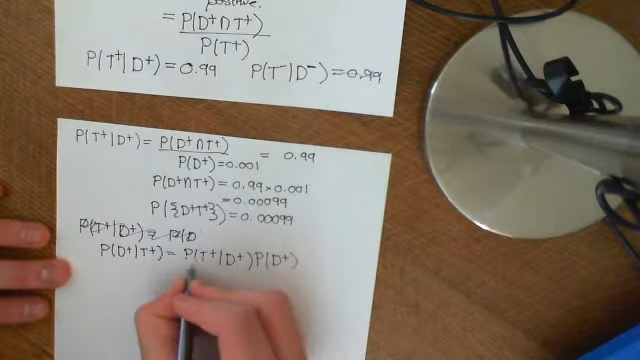 positive.
= P(D⁺∩T⁺)
P(T⁺)
P(T⁺|D⁺) = 0.99 P(T⁻|D⁻) = 0.99
P(T⁺|D⁺) = P(D⁺∩T⁺) = 0.99
P(D⁺) = 0.001
P(D⁺∩T⁺) = 0.99 × 0.001
= 0.00099
P({D⁺T⁺}) = 0.00099
P(D⁺|T⁺) = P(T⁺|D⁺)P(D⁺)